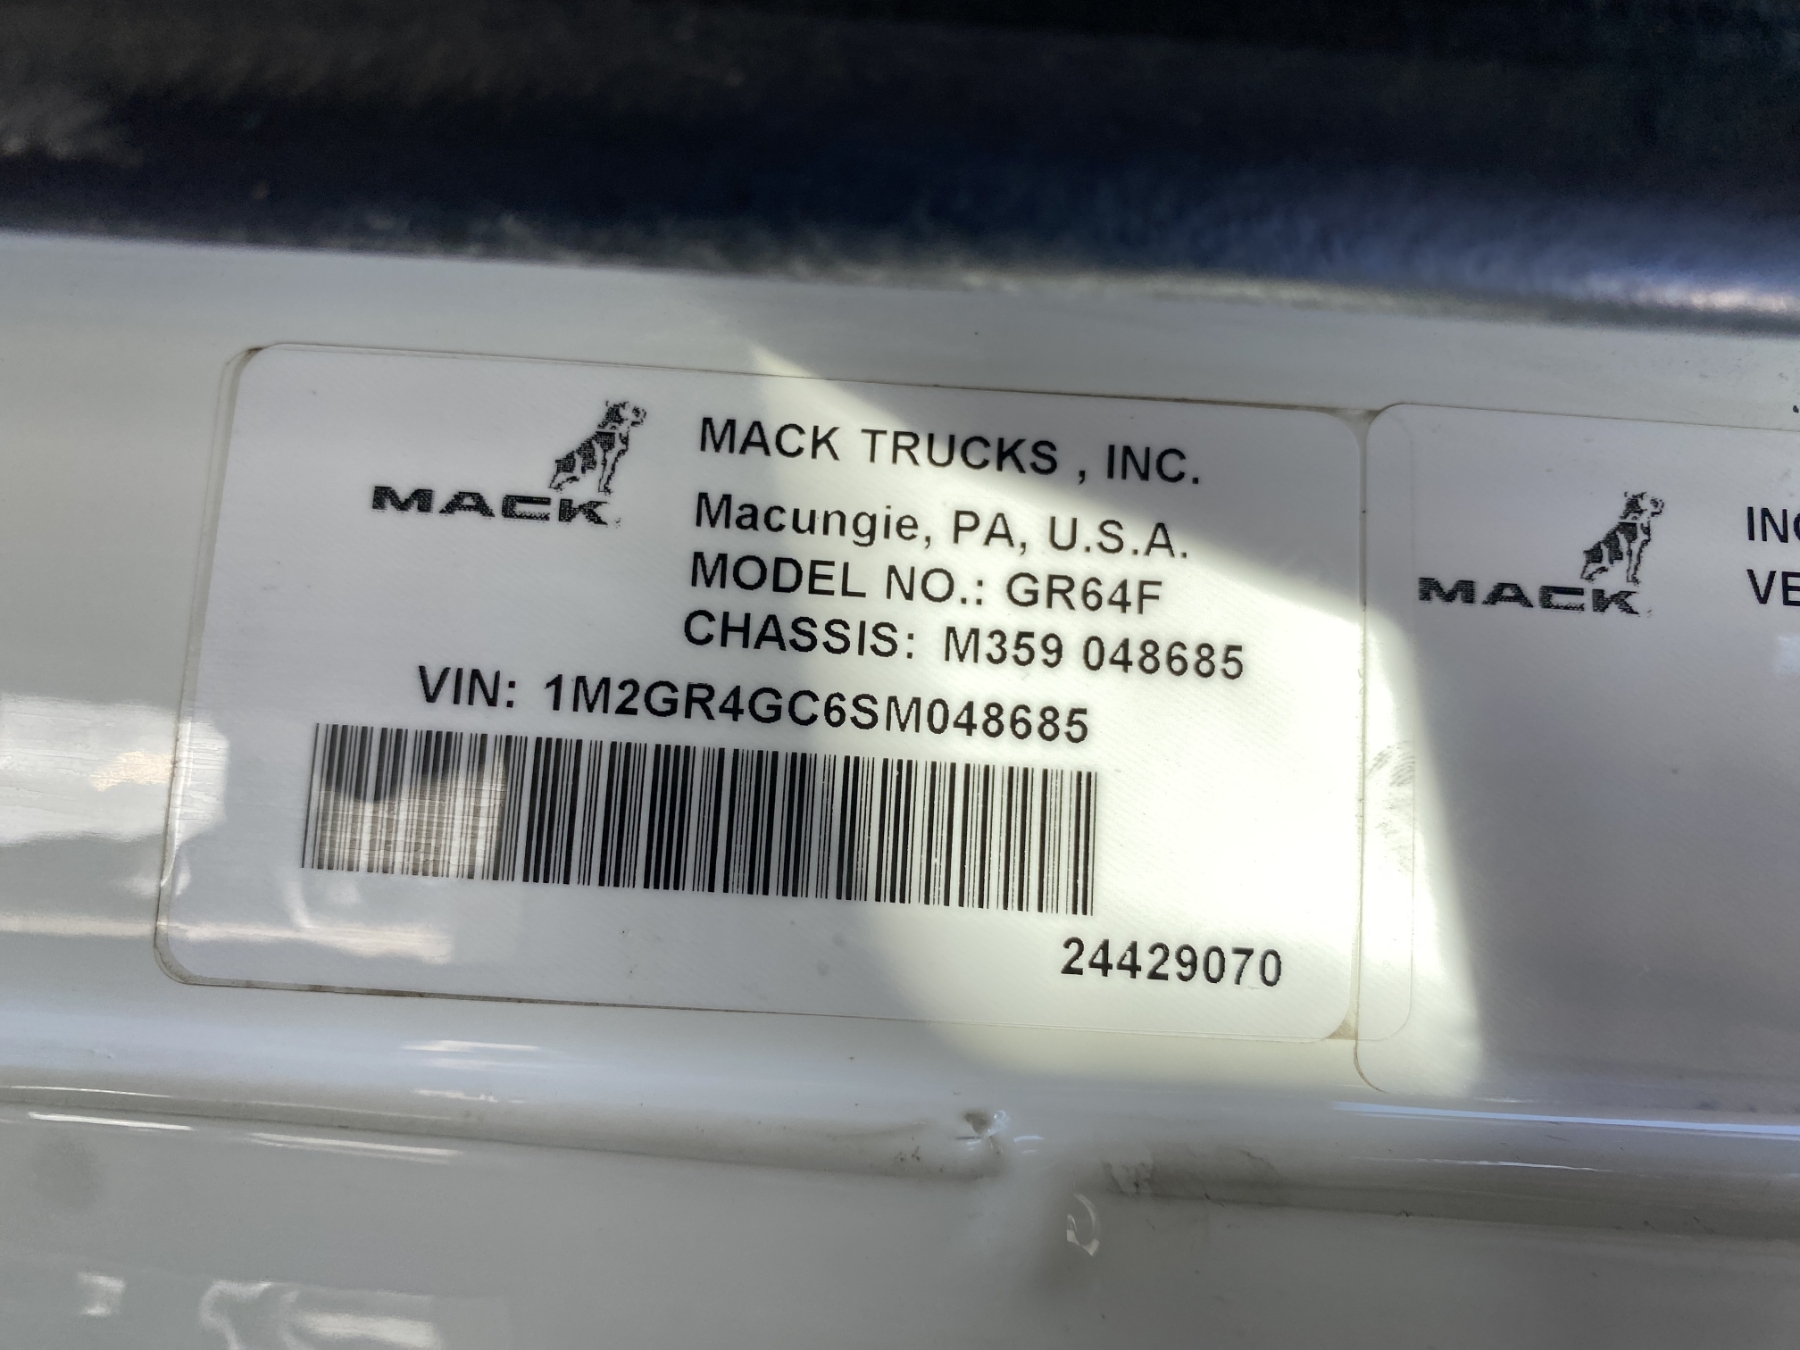 MACK
MACK TRUCKS , INC.
Macungie, PA, U.S.A.
MODEL NO.: GR64F
CHASSIS: M359 048685
VIN: 1M2GR4GC6SM048685
24429070
MACK